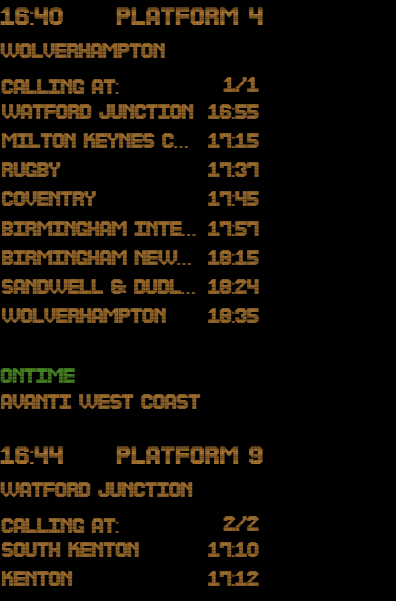 16:40 PLATFORM 4
WOLVERHAMPTON
CALLING AT: 1/1
WATFORD JUNCTION 16:55
MILTON KEYNES C... 17:15
RUGBY 17:37
COVENTRY 17:45
BIRMINGHAM INTE... 17:57
BIRMINGHAM NEW... 18:15
SANDWELL & DUDL... 18:24
WOLVERHAMPTON 18:35
ONTIME
AVANTI WEST COAST
16:44 PLATFORM 9
WATFORD JUNCTION
CALLING AT: 2/2
SOUTH KENTON 17:10
KENTON 17:12